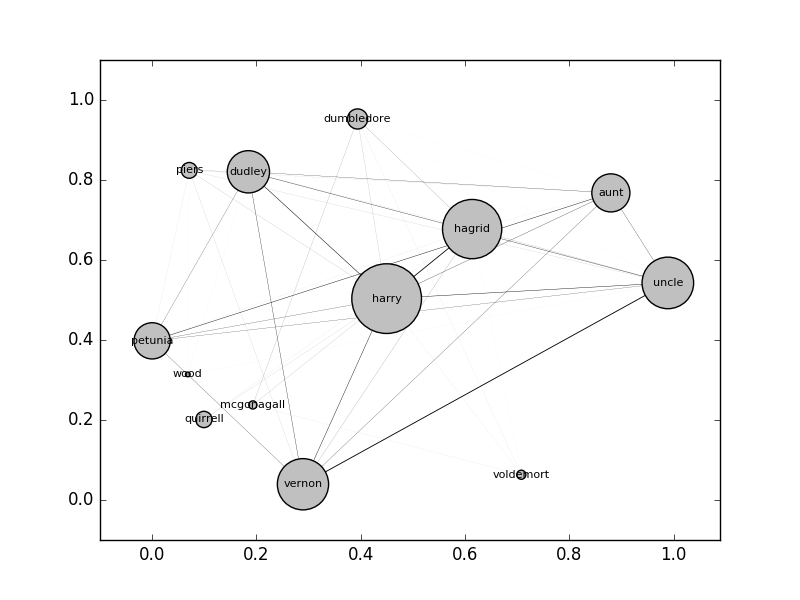 1.0
0.8
0.6
0.4
0.2
0.0
dumbledore
piers
dudley
aunt
hagrid
uncle
harry
petunia
wood
mcgonagall
quirrell
voldemort
vernon
0.0 0.2 0.4 0.6 0.8 1.0